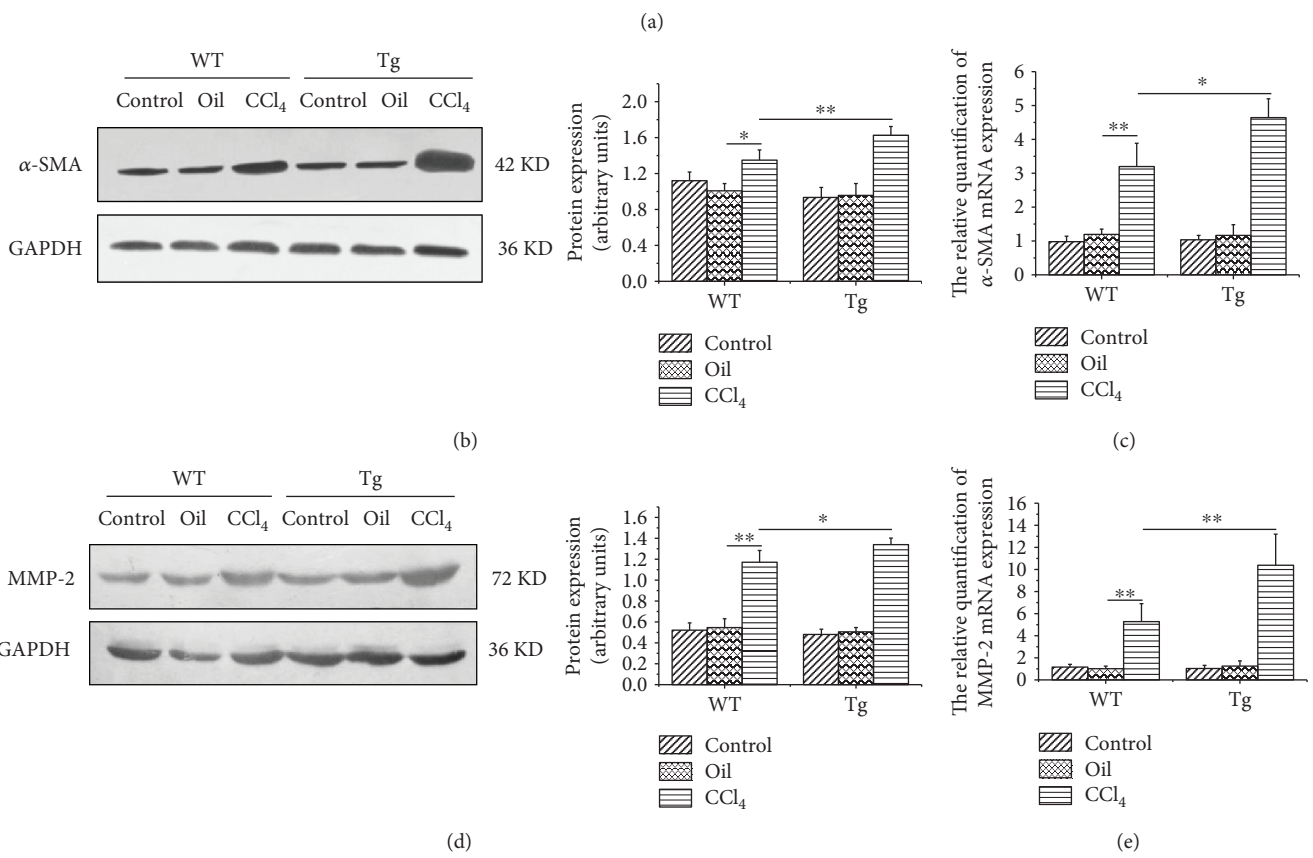 (a)
WT Tg
Control Oil CCl₄ Control Oil CCl₄
α-SMA 42 KD
GAPDH 36 KD
Protein expression
(arbitrary units)
2.0
1.6
1.2
0.8
0.4
0.0
* **
WT Tg
Control
Oil
CCl₄
(b)
The relative quantification of
α-SMA mRNA expression
6
5
4
3
2
1
0
** *
WT Tg
Control
Oil
CCl₄
(c)
WT Tg
Control Oil CCl₄ Control Oil CCl₄
MMP-2 72 KD
GAPDH 36 KD
Protein expression
(arbitrary units)
1.6
1.4
1.2
1.0
0.8
0.6
0.4
0.2
0.0
** *
WT Tg
Control
Oil
CCl₄
(d)
The relative quantification of
MMP-2 mRNA expression
16
14
12
10
8
6
4
2
0
** **
WT Tg
Control
Oil
CCl₄
(e)